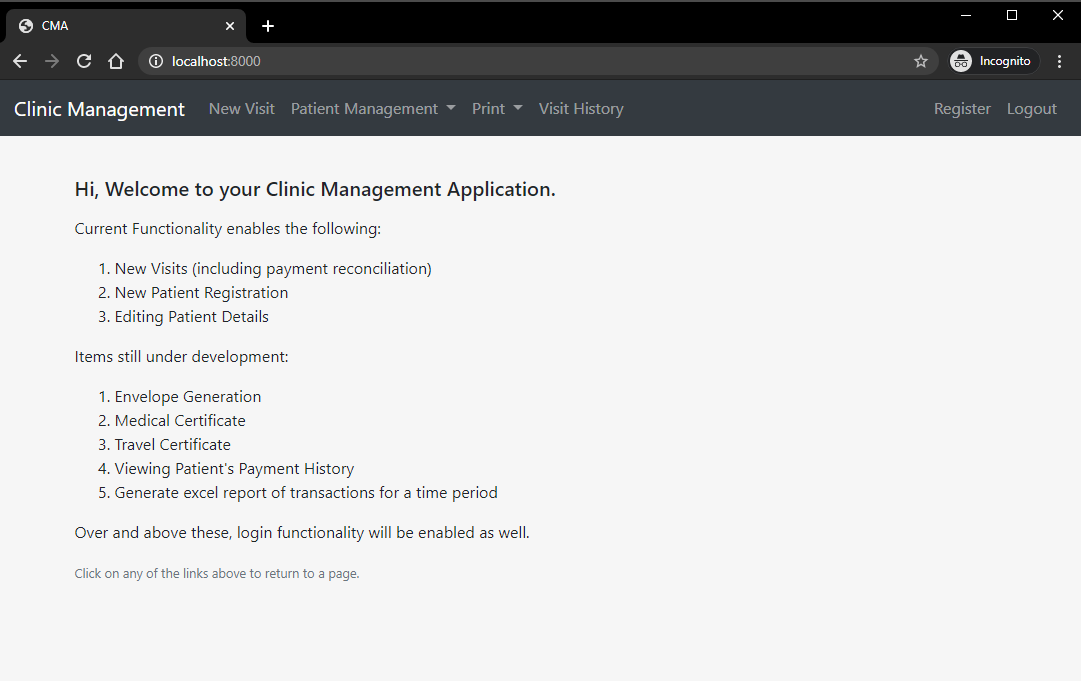 CMA
localhost:8000
Incognito
Clinic Management New Visit Patient Management Print Visit History Register Logout
Hi, Welcome to your Clinic Management Application.
Current Functionality enables the following:
1. New Visits (including payment reconciliation)
2. New Patient Registration
3. Editing Patient Details
Items still under development:
1. Envelope Generation
2. Medical Certificate
3. Travel Certificate
4. Viewing Patient's Payment History
5. Generate excel report of transactions for a time period
Over and above these, login functionality will be enabled as well.
Click on any of the links above to return to a page.